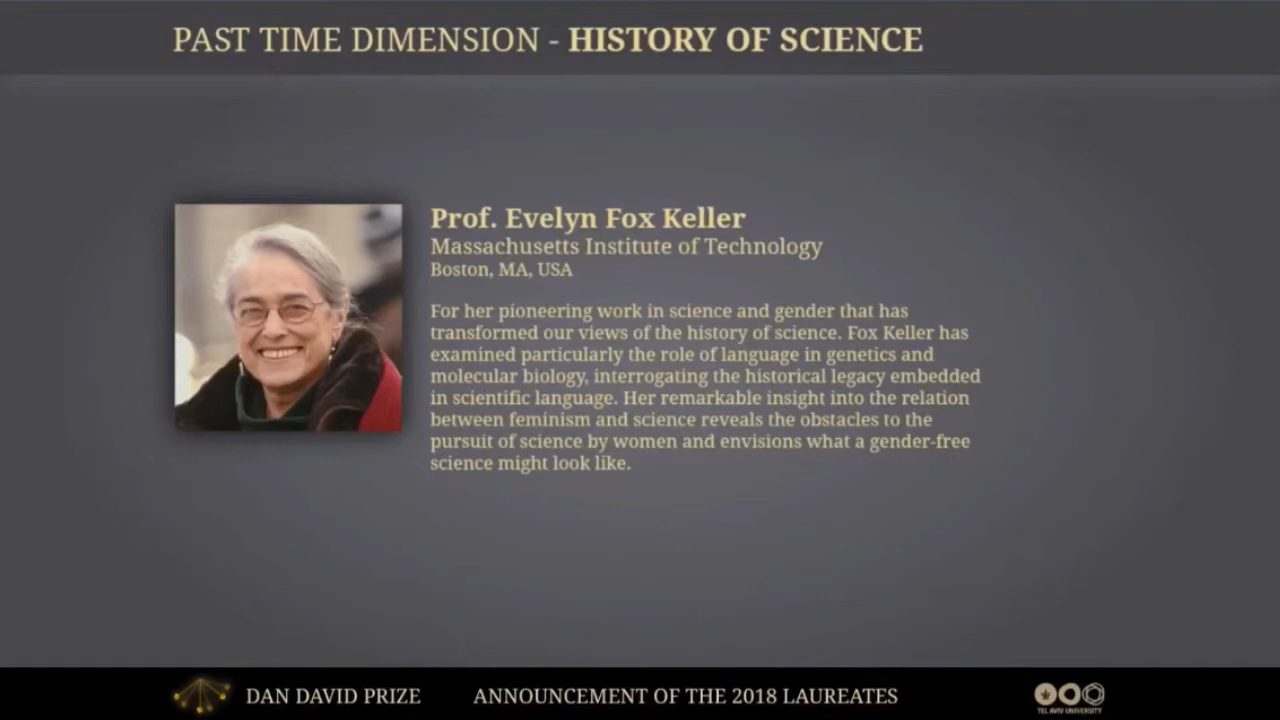 PAST TIME DIMENSION - HISTORY OF SCIENCE
Prof. Evelyn Fox Keller
Massachusetts Institute of Technology
Boston, MA, USA
For her pioneering work in science and gender that has
transformed our views of the history of science. Fox Keller has
examined particularly the role of language in genetics and
molecular biology, interrogating the historical legacy embedded
in scientific language. Her remarkable insight into the relation
between feminism and science reveals the obstacles to the
pursuit of science by women and envisions what a gender-free
science might look like.
DAN DAVID PRIZE
ANNOUNCEMENT OF THE 2018 LAUREATES
TEL AVIV UNIVERSITY